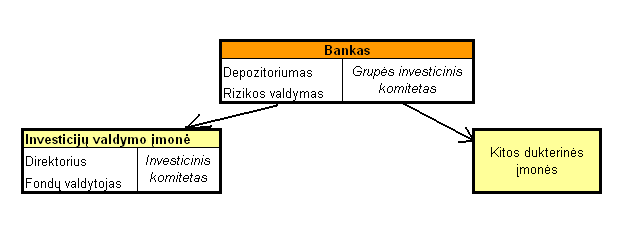 Bankas
Depozitoriumas
Rizikos valdymas
Grupės investicinis
komitetas
Investicijų valdymo įmonė
Direktorius
Fondų valdytojas
Investicinis
komitetas
Kitos dukterinės
įmonės